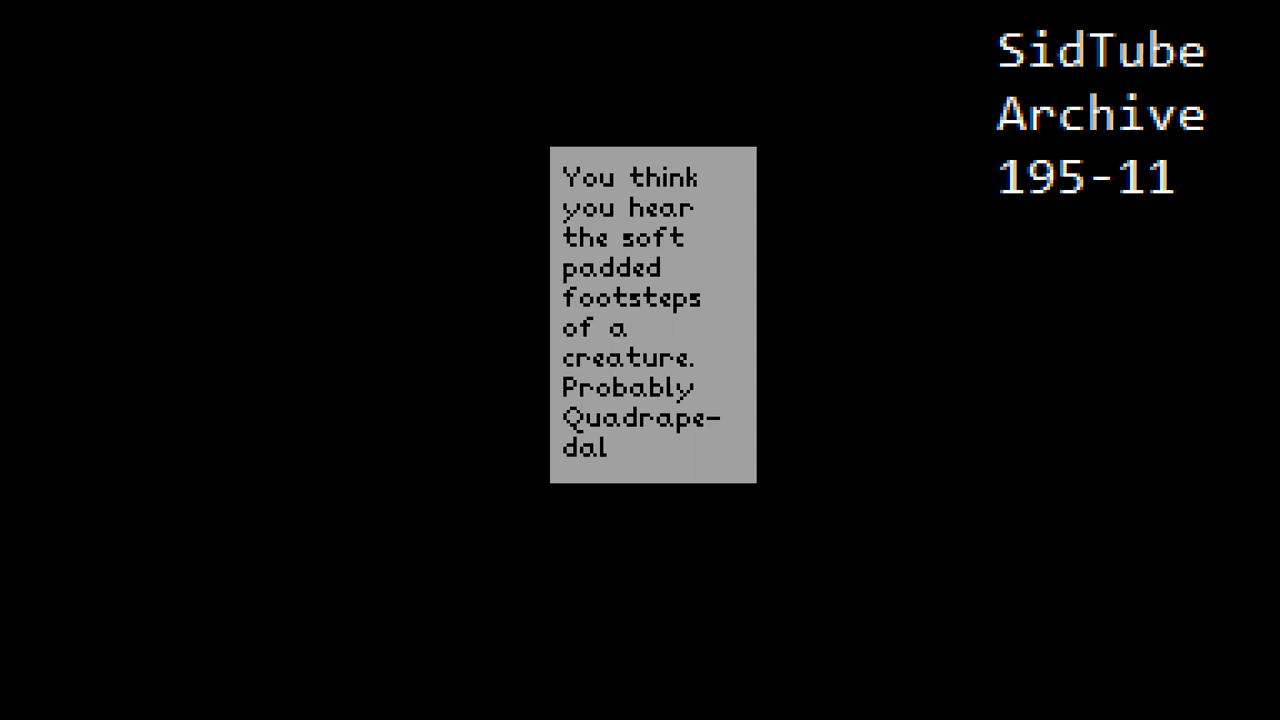 SidTube
Archive
195-11
You think
you hear
the soft
padded
footsteps
of a
creature.
Probably
Quadrape-
dal